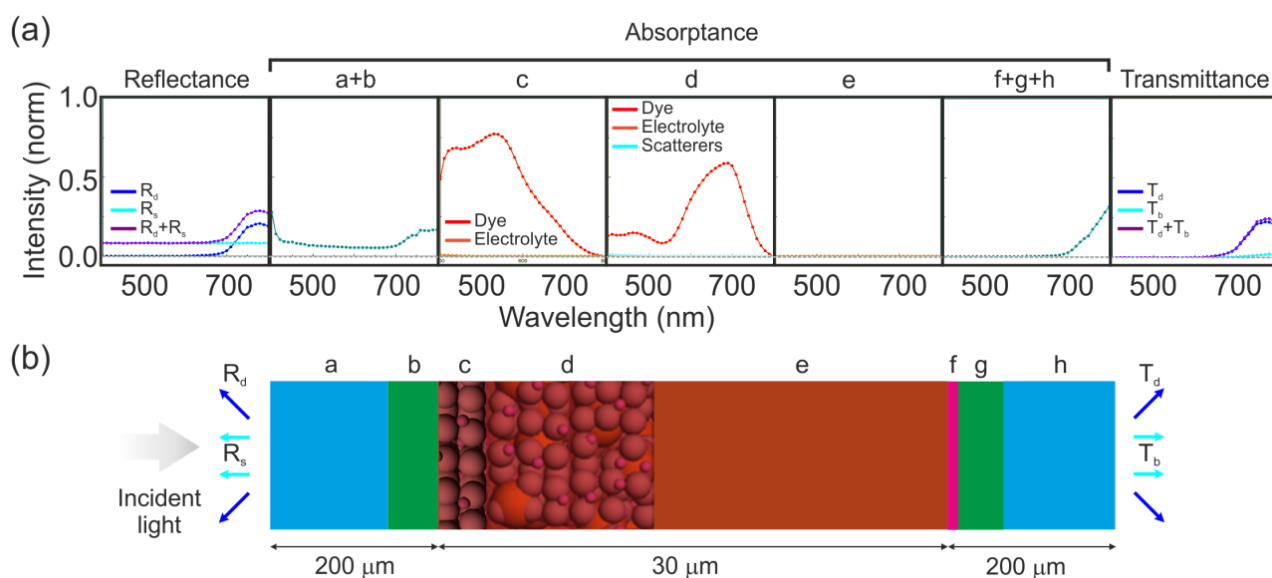 (a)
Absorptance
Reflectance a+b c d e f+g+h Transmittance
Intensity (norm)
1.0
0.5
0.0
R_d
R_s
R_d+R_s
Dye
Electrolyte
Dye
Electrolyte
Scatterers
T_d
T_b
T_d+T_b
500 700 500 700 500 700 500 700 500 700 500 700 500 700
Wavelength (nm)
(b)
a b c d e f g h
R_d
R_s
Incident
light
T_d
T_b
200 μm 30 μm 200 μm